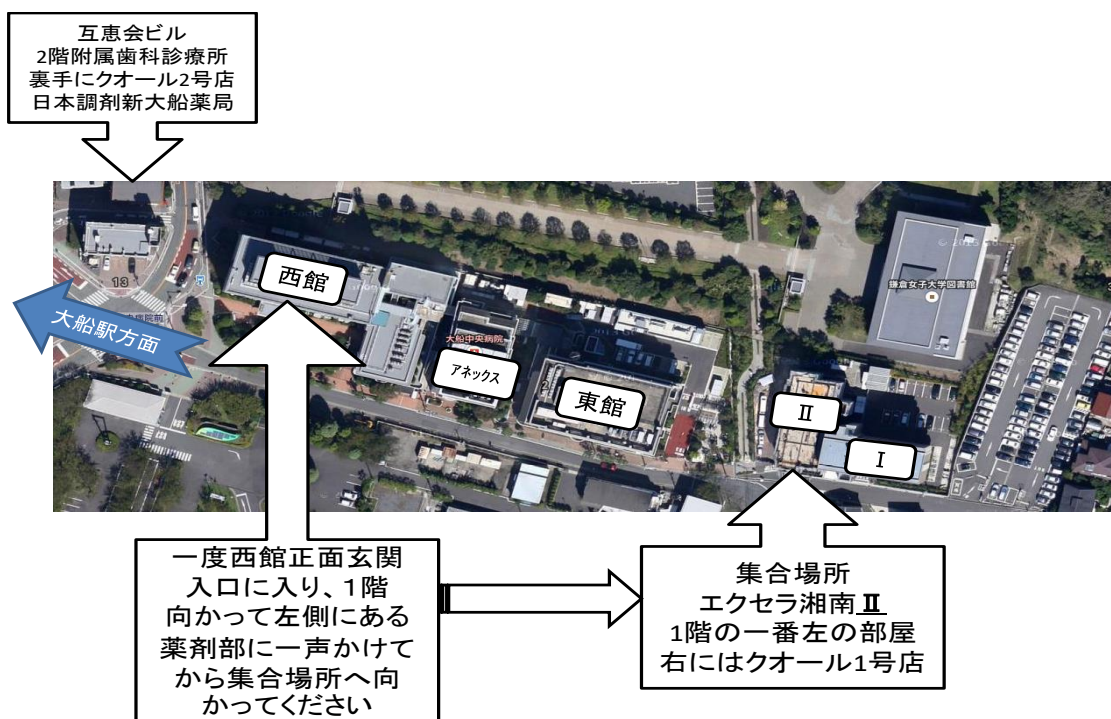 互恵会ビル
2階附属歯科診療所
裏手にクオール2号店
日本調剤新大船薬局
13
西館
鎌倉女子大学図書館
大船駅方面
病院前
大船中央病院
アネックス
東館
Ⅱ
Ⅰ
一度西館正面玄関
入口に入り、1階
向かって左側にある
薬剤部に一声かけて
から集合場所へ向
かってください
集合場所
エクセラ湘南Ⅱ
1階の一番左の部屋
右にはクオール1号店